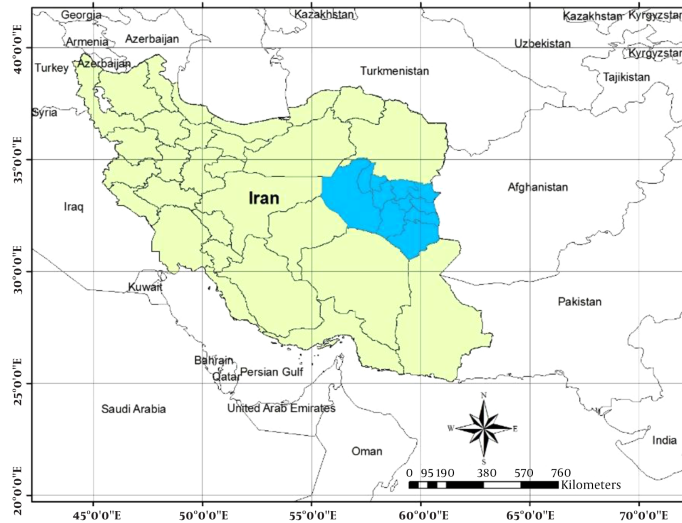 Georgia
Kazakhstan
Kazakhstan
Kyrgyzstan
Armenia
Azerbaijan
Uzbekistan
Kyrgyzstan
Turkey
Azerbaijan
Turkmenistan
Tajikistan
Syria
Iran
Afghanistan
Iraq
Kuwait
Pakistan
Bahrain
Qatar
Persian Gulf
Saudi Arabia
United Arab Emirates
Oman
India
N
W
E
S
0 95 190 380 570 760
Kilometers
40°0'0"E
35°0'0"E
30°0'0"E
25°0'0"E
20°0'0"E
45°0'0"E 50°0'0"E 55°0'0"E 60°0'0"E 65°0'0"E 70°0'0"E